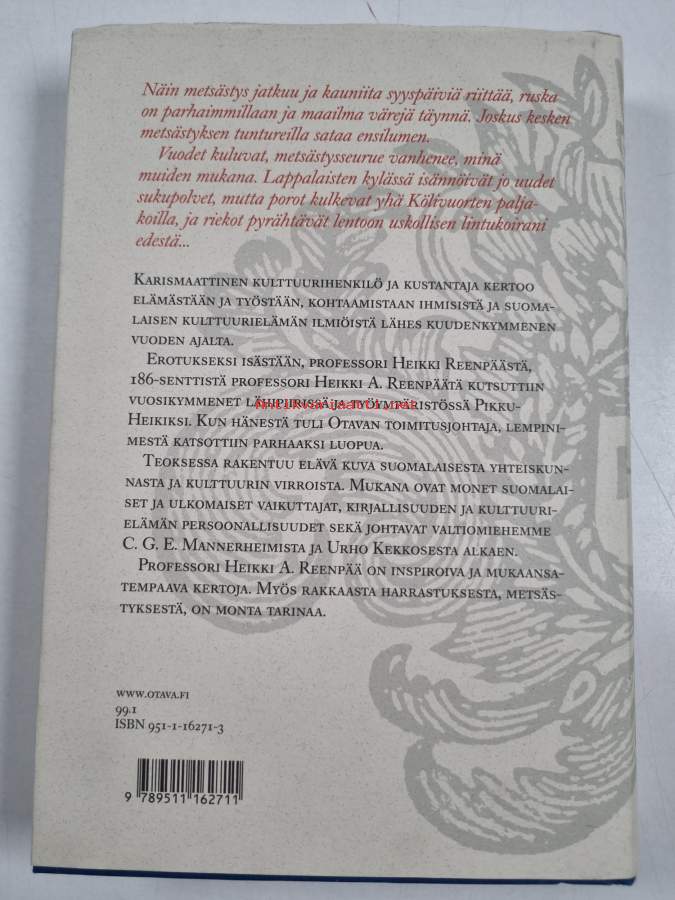 Näin metsästys jatkuu ja kauniita syyspäiviä riittää, ruska
on parhaimmillaan ja maailma värejä täynnä. Joskus kesken
metsästyksen tuntureilla sataa ensilumen.
Vuodet kuluvat, metsästysseurue vanhenee, minä
muiden mukana. Lappalaisten kylässä isännöivät jo uudet
sukupolvet, mutta porot kulkevat yhä Kölivuorten palja-
koilla, ja riekot pyrähtävät lentoon uskollisen lintukoirani
edestä...
Karismaattinen kulttuurihenkilö ja kustantaja kertoo
elämästään ja työstään, kohtaamistaan ihmisistä ja suoma-
laisen kulttuurielämän ilmiöistä lähes kuudenkymmenen
vuoden ajalta.
Erotukseksi isästään, professori Heikki Reenpäästä,
186-senttistä professori Heikki A. Reenpäätä kutsuttiin
vuosikymmenet lähipiirissä ja työympäristössä Pikku-
Heikiksi. Kun hänestä tuli Otavan toimitusjohtaja, lempini-
mestä katsottiin parhaaksi luopua.
Teoksessa rakentuu elävä kuva suomalaisesta yhteiskun-
nasta ja kulttuurin virroista. Mukana ovat monet suomalai-
set ja ulkomaiset vaikuttajat, kirjallisuuden ja kulttuuri-
elämän persoonallisuudet sekä johtavat valtiomiehemme
C. G. E. Mannerheimista ja Urho Kekkosesta alkaen.
Professori Heikki A. Reenpää on inspiroiva ja mukaansa-
tempaava kertoja. Myös rakkaasta harrastuksesta, metsäs-
tyksestä, on monta tarinaa.
www.otava.fi
99.1
ISBN 951-1-16271-3
9 789511 162711